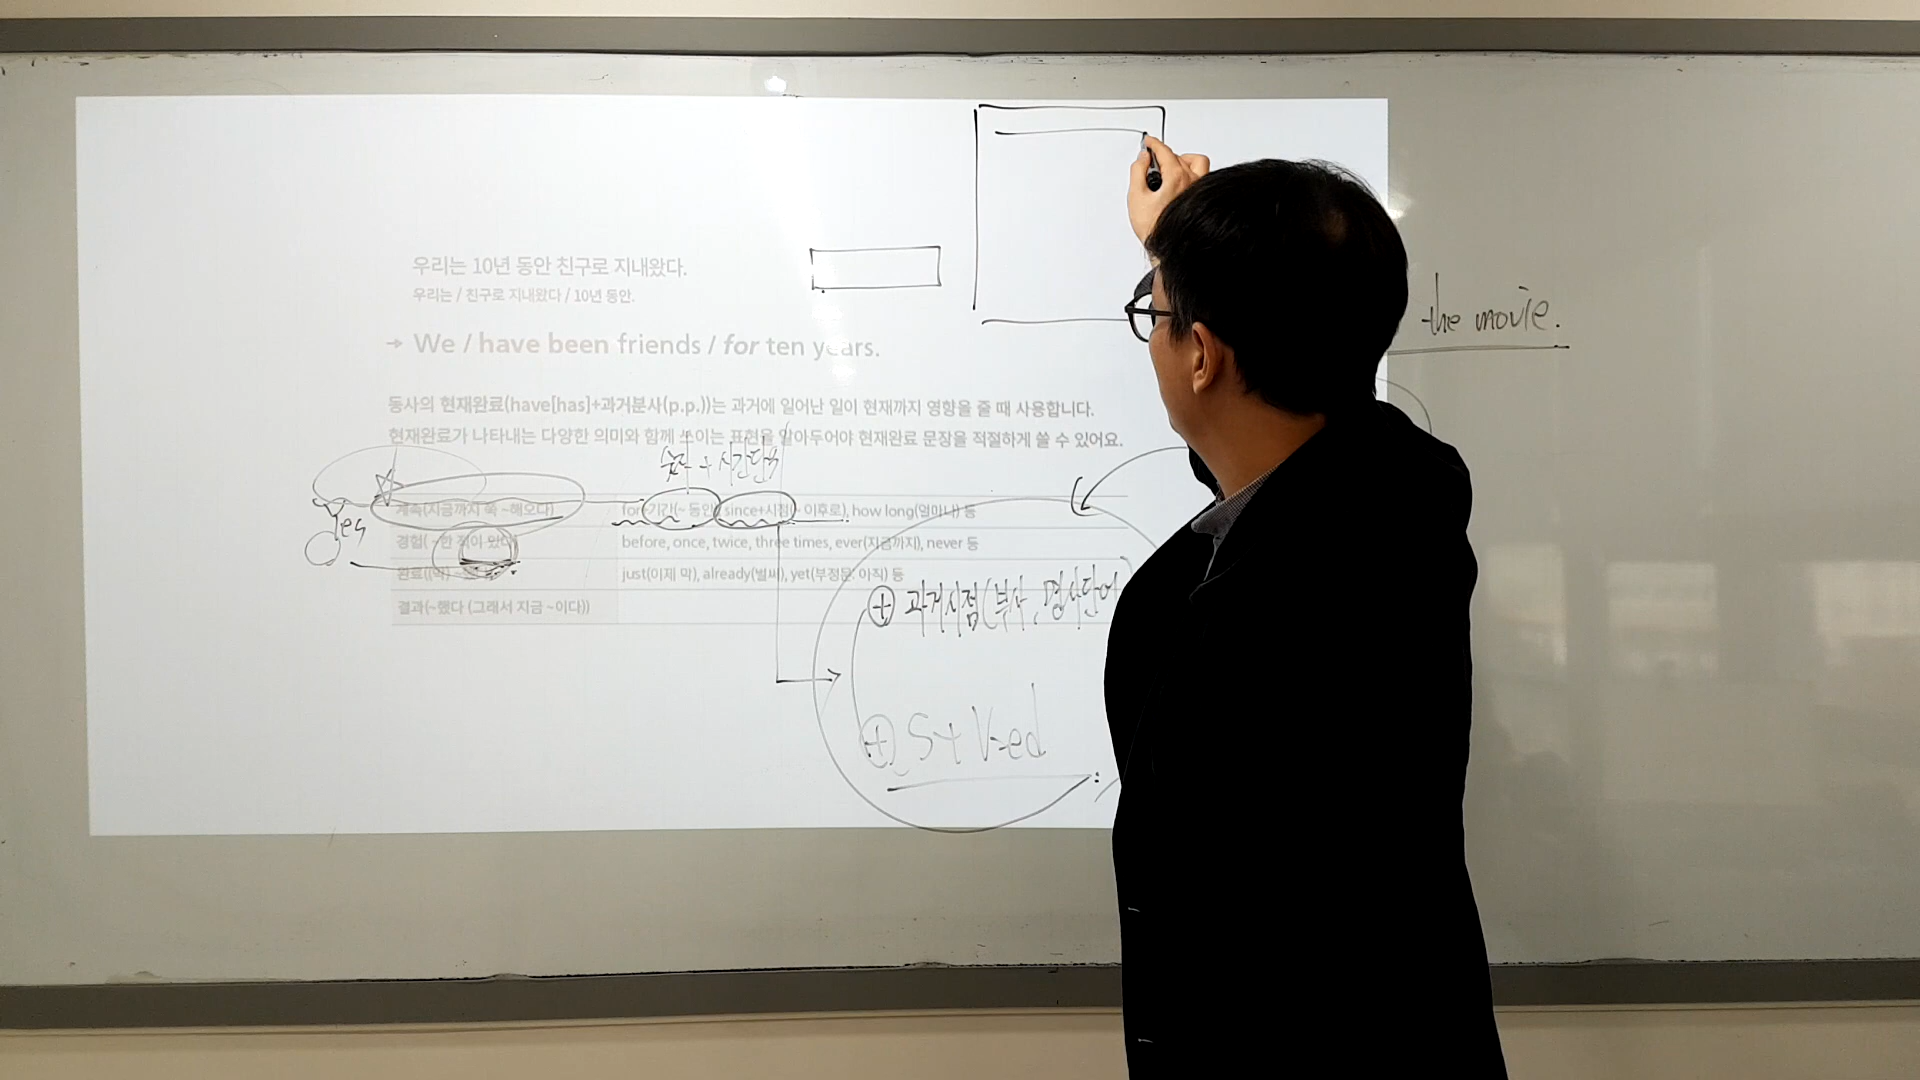 우리는 10년 동안 친구로 지내왔다.
우리는 / 친구로 지내왔다 / 10년 동안.
the movie.
→ We / have been friends / for ten years.
동사의 현재완료(have[has]+과거분사(p.p.))는 과거에 일어난 일이 현재까지 영향을 줄 때 사용합니다.
현재완료가 나타내는 다양한 의미와 함께 쓰이는 표현을 알아두어야 현재완료 문장을 적절하게 쓸 수 있어요.
숫자 + 시간단위
계속(지금까지 쭉 ~해오다) for+기간(~ 동안) since+시점(~ 이후로), how long(얼마나) 등
Yes
경험(~한 적이 있다) before, once, twice, three times, ever(지금까지), never 등
완료((막) just(이제 막), already(벌써), yet(부정문: 아직) 등
결과(~했다 (그래서 지금 ~이다))
+ 과거시점(부사, 명사단어
+ S+V-ed